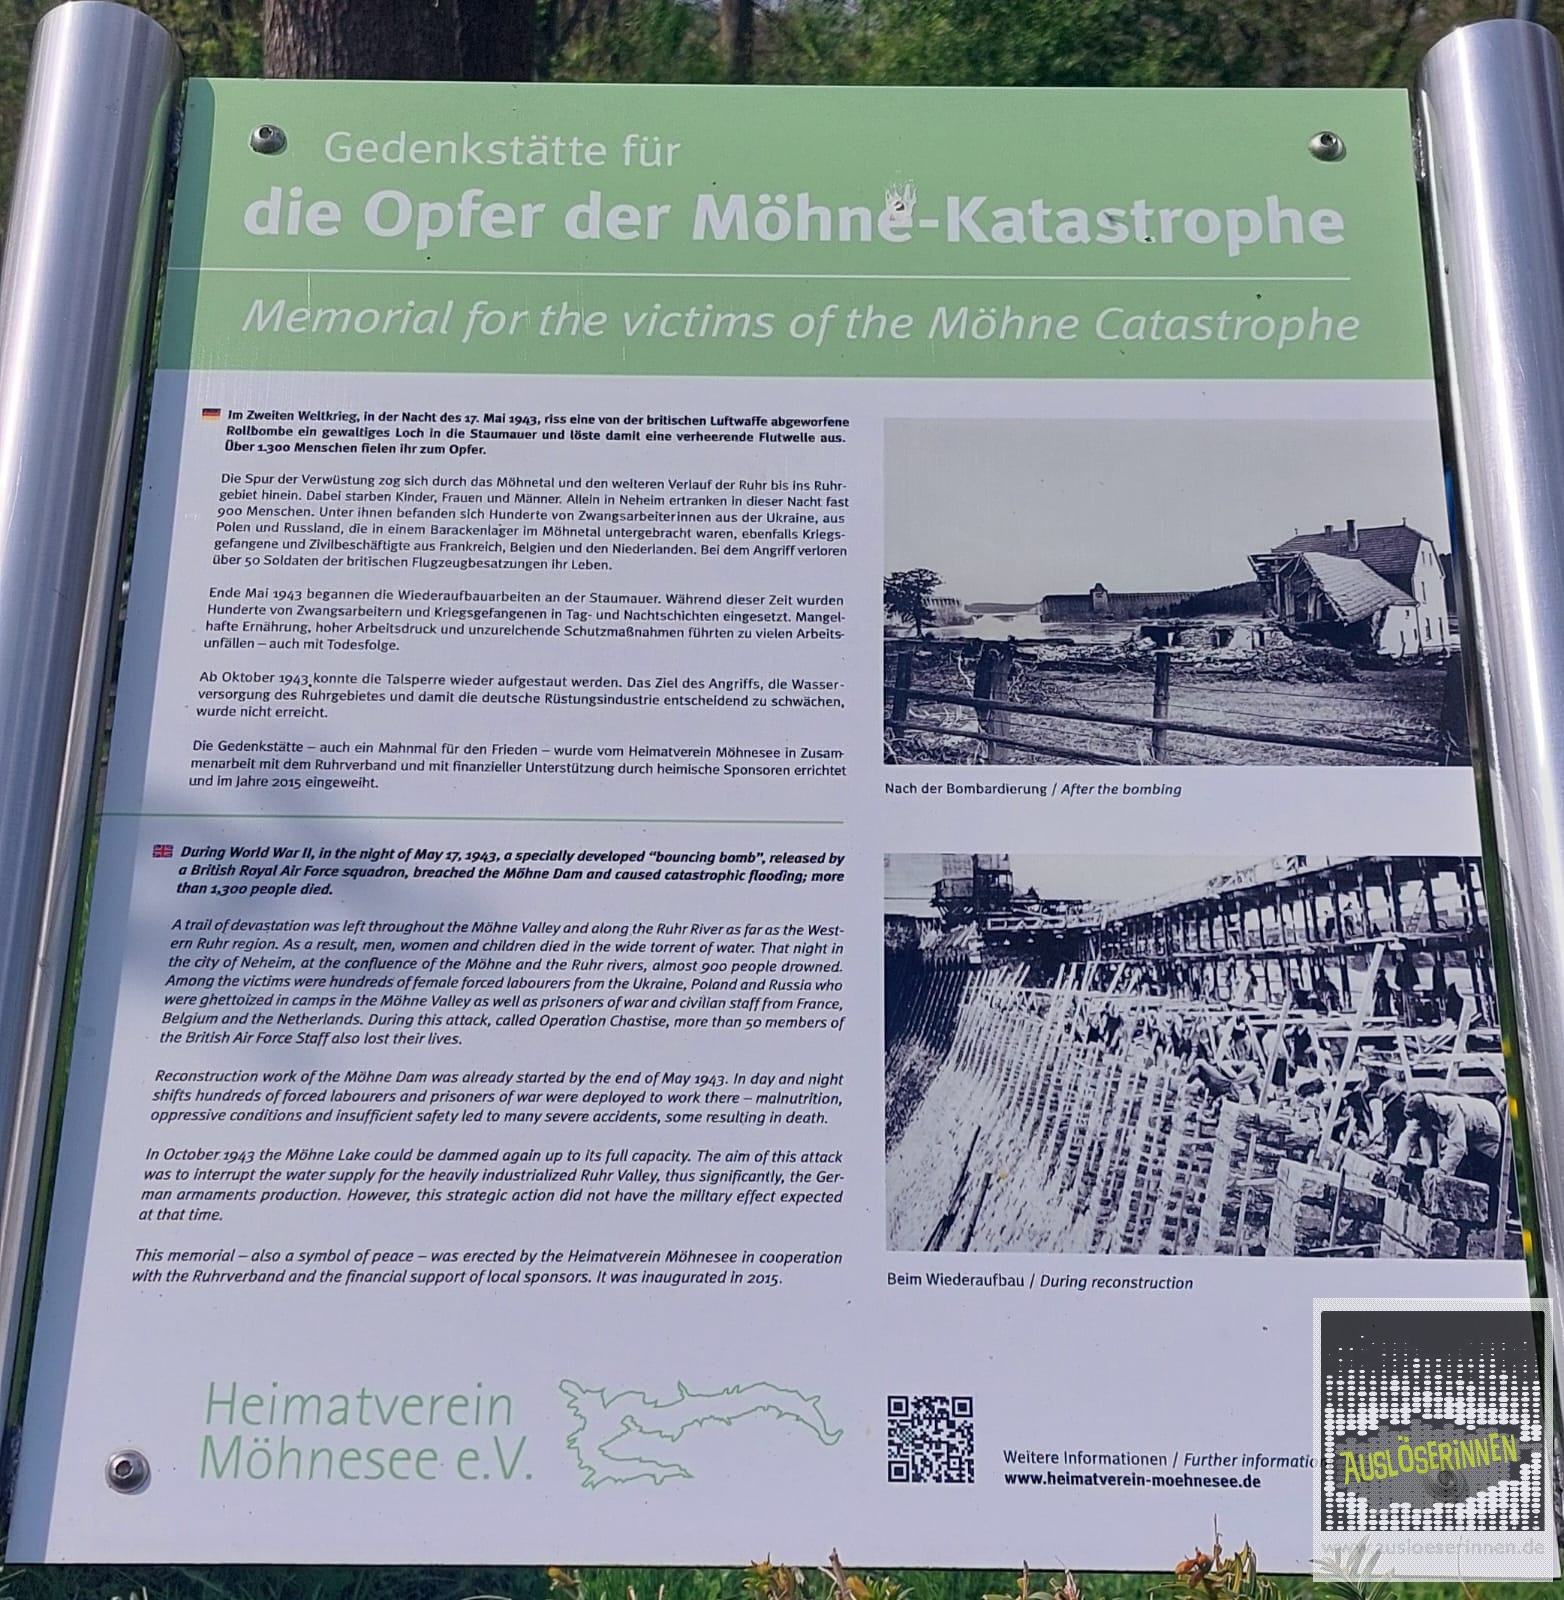 Gedenkstätte für
die Opfer der Möhne-Katastrophe
Memorial for the victims of the Möhne Catastrophe
Im Zweiten Weltkrieg, in der Nacht des 17. Mai 1943, riss eine von der britischen Luftwaffe abgeworfene
Rollbombe ein gewaltiges Loch in die Staumauer und löste damit eine verheerende Flutwelle aus.
Über 1.300 Menschen fielen ihr zum Opfer.
Die Spur der Verwüstung zog sich durch das Möhnetal und den weiteren Verlauf der Ruhr bis ins Ruhr-
gebiet hinein. Dabei starben Kinder, Frauen und Männer. Allein in Neheim ertranken in dieser Nacht fast
900 Menschen. Unter ihnen befanden sich Hunderte von Zwangsarbeiterinnen aus der Ukraine, aus
Polen und Russland, die in einem Barackenlager im Möhnetal untergebracht waren, ebenfalls Kriegs-
gefangene und Zivilbeschäftigte aus Frankreich, Belgien und den Niederlanden. Bei dem Angriff verloren
über 50 Soldaten der britischen Flugzeugbesatzungen ihr Leben.
Ende Mai 1943 begannen die Wiederaufbauarbeiten an der Staumauer. Während dieser Zeit wurden
Hunderte von Zwangsarbeitern und Kriegsgefangenen in Tag- und Nachtschichten eingesetzt. Mangel-
hafte Ernährung, hoher Arbeitsdruck und unzureichende Schutzmaßnahmen führten zu vielen Arbeits-
unfällen – auch mit Todesfolge.
Ab Oktober 1943 konnte die Talsperre wieder aufgestaut werden. Das Ziel des Angriffs, die Wasser-
versorgung des Ruhrgebietes und damit die deutsche Rüstungsindustrie entscheidend zu schwächen,
wurde nicht erreicht.
Die Gedenkstätte – auch ein Mahnmal für den Frieden – wurde vom Heimatverein Möhnesee in Zusam-
menarbeit mit dem Ruhrverband und mit finanzieller Unterstützung durch heimische Sponsoren errichtet
und im Jahre 2015 eingeweiht.
During World War II, in the night of May 17, 1943, a specially developed “bouncing bomb”, released by
a British Royal Air Force squadron, breached the Möhne Dam and caused catastrophic flooding; more
than 1,300 people died.
A trail of devastation was left throughout the Möhne Valley and along the Ruhr River as far as the West-
ern Ruhr region. As a result, men, women and children died in the wide torrent of water. That night in
the city of Neheim, at the confluence of the Möhne and the Ruhr rivers, almost 900 people drowned.
Among the victims were hundreds of female forced labourers from the Ukraine, Poland and Russia who
were ghettoized in camps in the Möhne Valley as well as prisoners of war and civilian staff from France,
Belgium and the Netherlands. During this attack, called Operation Chastise, more than 50 members of
the British Air Force Staff also lost their lives.
Reconstruction work of the Möhne Dam was already started by the end of May 1943. In day and night
shifts hundreds of forced labourers and prisoners of war were deployed to work there – malnutrition,
oppressive conditions and insufficient safety led to many severe accidents, some resulting in death.
In October 1943 the Möhne Lake could be dammed again up to its full capacity. The aim of this attack
was to interrupt the water supply for the heavily industrialized Ruhr Valley, thus significantly, the Ger-
man armaments production. However, this strategic action did not have the military effect expected
at that time.
This memorial – also a symbol of peace – was erected by the Heimatverein Möhnesee in cooperation
with the Ruhrverband and the financial support of local sponsors. It was inaugurated in 2015.
Nach der Bombardierung / After the bombing
Beim Wiederaufbau / During reconstruction
Heimatverein
Möhnesee e.V.
Weitere Informationen / Further informatio
www.heimatverein-moehnesee.de
AUSLÖSERiNNEN
www.ausloeserinnen.de